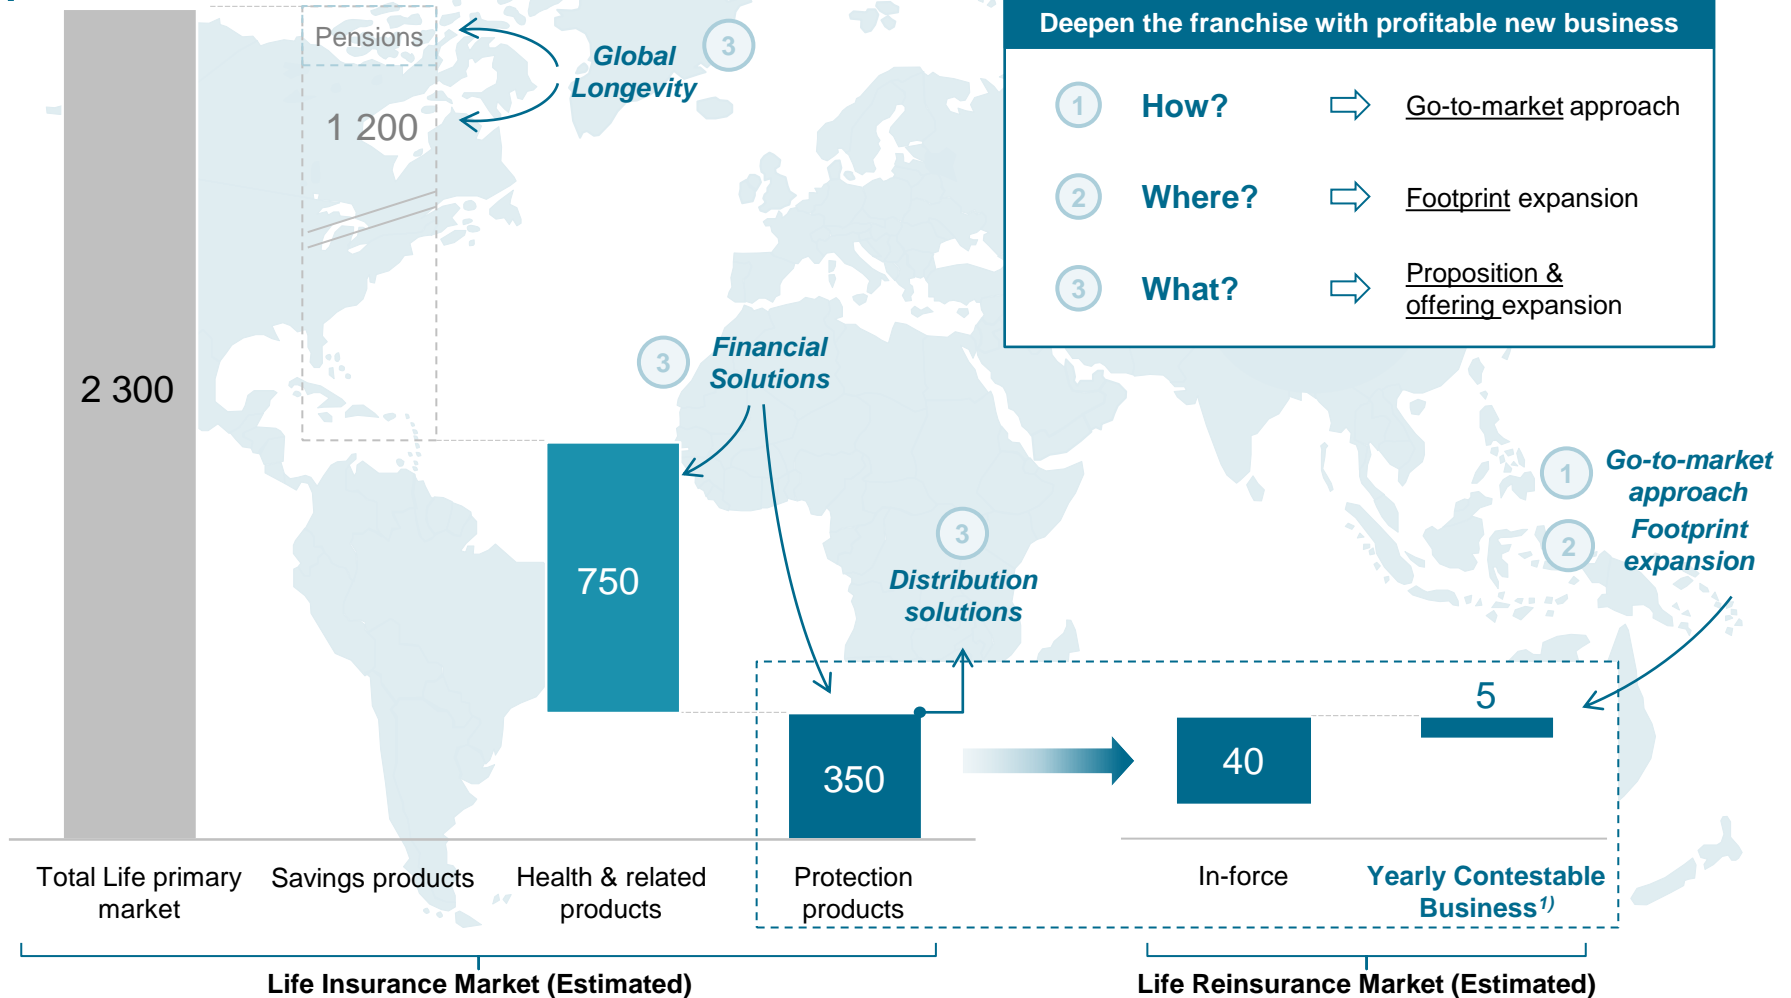 Deepen the franchise with profitable new business
1 How? Go-to-market approach
2 Where? Footprint expansion
3 What? Proposition &
offering expansion
Pensions
1 200
Global
Longevity
3
2 300
3
Financial
Solutions
750
3
Distribution
solutions
1
Go-to-market
approach
2
Footprint
expansion
350
40
5
Total Life primary
market
Savings products
Health & related
products
Protection
products
In-force
Yearly Contestable
Business1)
Life Insurance Market (Estimated)
Life Reinsurance Market (Estimated)